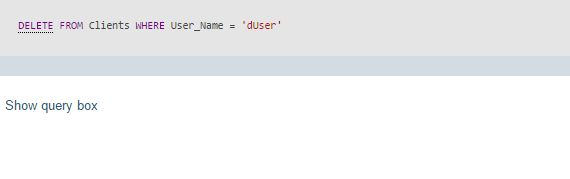 DELETE FROM Clients WHERE User_Name = 'dUser'
Show query box